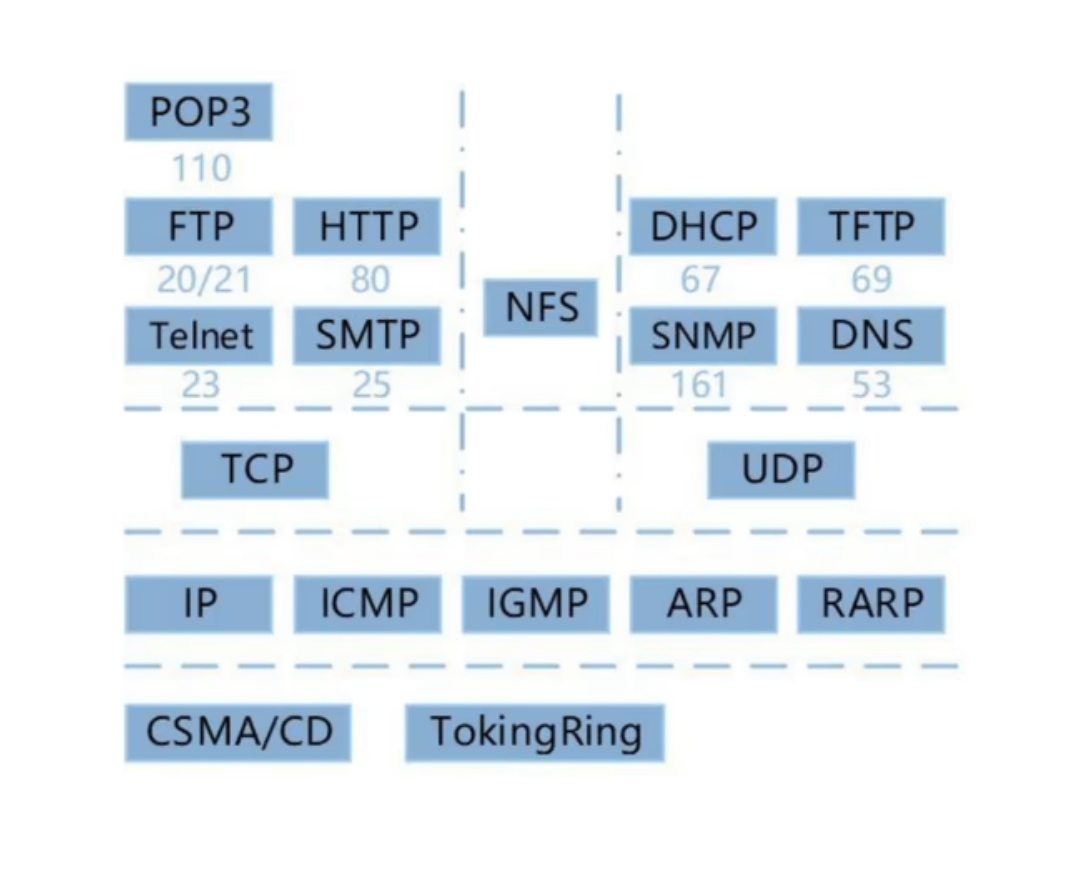 POP3
110
FTP HTTP DHCP TFTP
20/21 80 67 69
NFS
Telnet SMTP SNMP DNS
23 25 161 53
TCP UDP
IP ICMP IGMP ARP RARP
CSMA/CD TokingRing